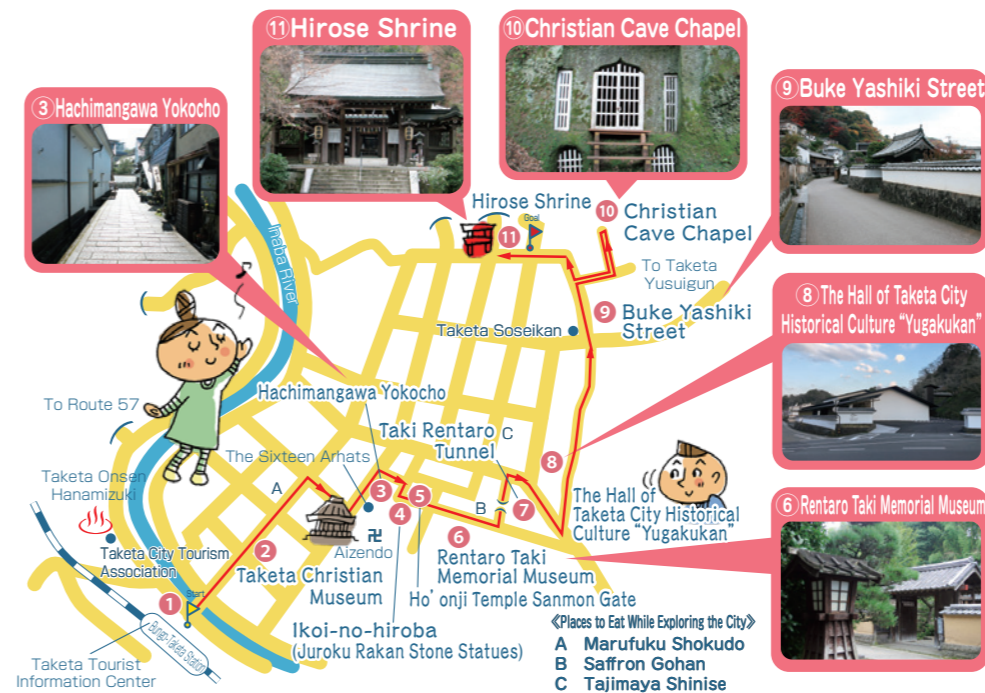 ⑪Hirose Shrine
⑩Christian Cave Chapel
③Hachimangawa Yokocho
⑨Buke Yashiki Street
Hirose Shrine
Goal
⑪
⑩
Christian
Cave Chapel
Inaba River
To Taketa
Yusuigun
⑧The Hall of Taketa City
Historical Culture “Yugakukan”
⑨
Buke Yashiki
Street
Taketa Soseikan
Hachimangawa Yokocho
To Route 57
Taki Rentaro
Tunnel
C
The Sixteen Arhats
⑧
A
Taketa Onsen
Hanamizuki
③
④
⑤
B
⑦
The Hall of
Taketa City Historical
Culture “Yugakukan”
⑥Rentaro Taki Memorial Museum
卍
Aizendo
⑥
②
Taketa City Tourism
Association
Taketa Christian
Museum
Rentaro Taki
Memorial Museum
Ho’onji Temple Sanmon Gate
①
Start
Bungo-Taketa Station
Ikoi-no-hiroba
(Juroku Rakan Stone Statues)
Taketa Tourist
Information Center
《Places to Eat While Exploring the City》
A Marufuku Shokudo
B Saffron Gohan
C Tajimaya Shinise